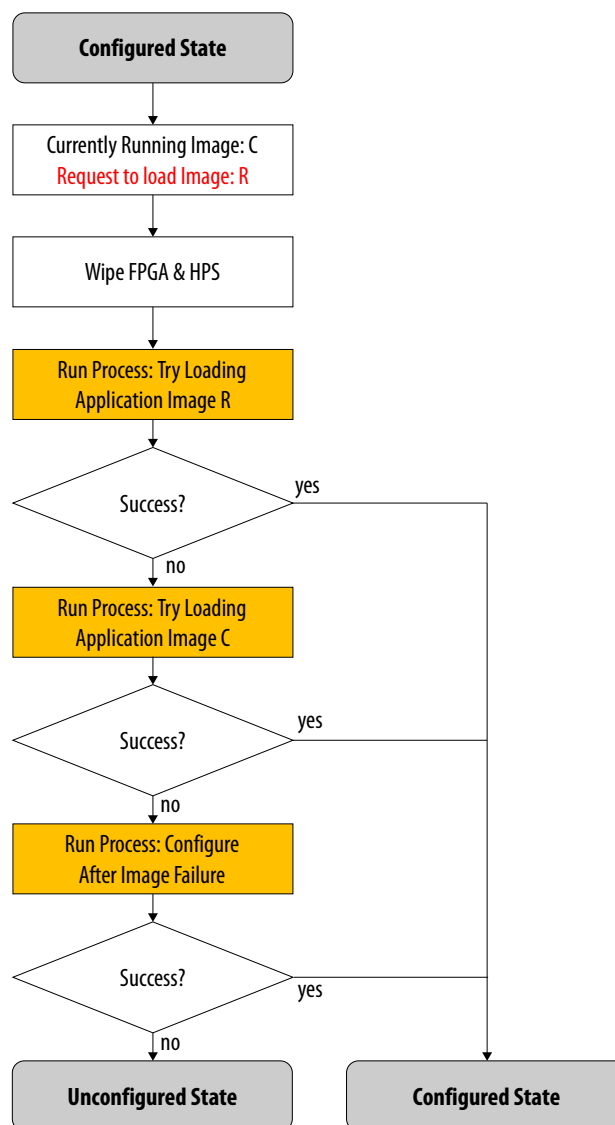 Configured State
Currently Running Image: C
Request to load Image: R
Wipe FPGA & HPS
Run Process: Try Loading
Application Image R
Success?
yes
no
Run Process: Try Loading
Application Image C
Success?
yes
no
Run Process: Configure
After Image Failure
Success?
yes
no
Unconfigured State
Configured State